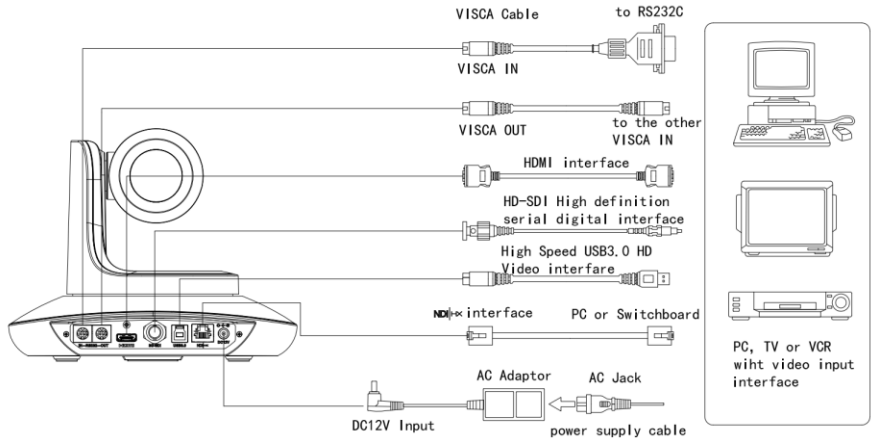 VISCA Cable
to RS232C
VISCA IN
VISCA OUT
to the other
VISCA IN
HDMI interface
HD-SDI High definition
serial digital interface
High Speed USB3.0 HD
Video interfare
NDI|HX interface
PC or Switchboard
AC Adaptor
AC Jack
DC12V Input
power supply cable
PC, TV or VCR
wiht video input
interface